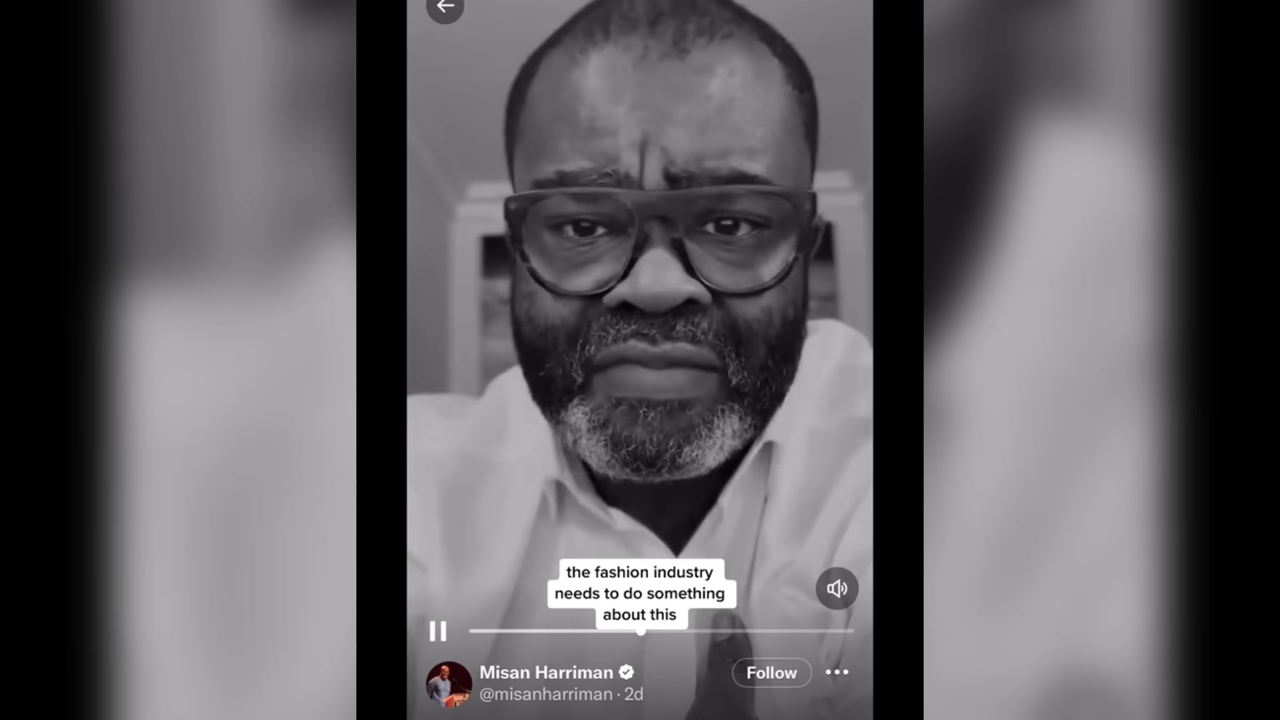 the fashion industry
needs to do something
about this
Misan Harriman
Follow
@misanharriman · 2d